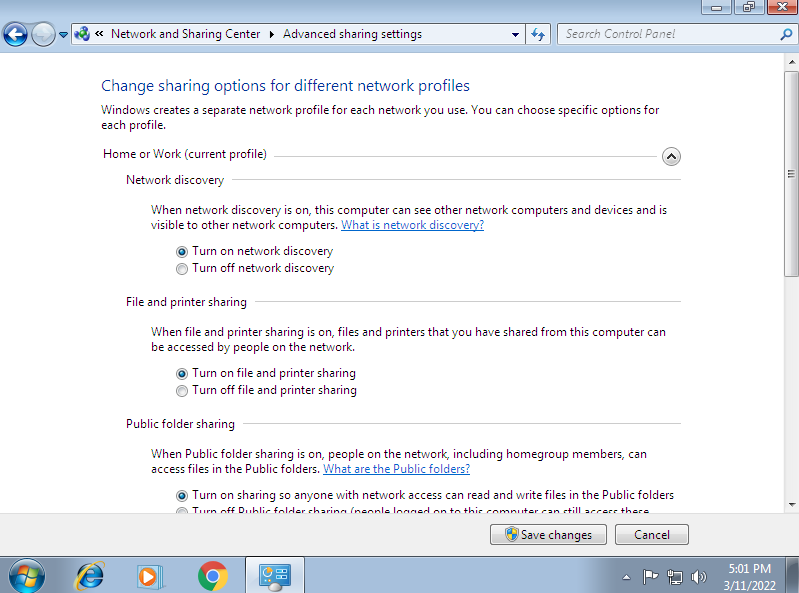 « Network and Sharing Center ▸ Advanced sharing settings
Search Control Panel
Change sharing options for different network profiles
Windows creates a separate network profile for each network you use. You can choose specific options for
each profile.
Home or Work (current profile)
Network discovery
When network discovery is on, this computer can see other network computers and devices and is
visible to other network computers. What is network discovery?
Turn on network discovery
Turn off network discovery
File and printer sharing
When file and printer sharing is on, files and printers that you have shared from this computer can
be accessed by people on the network.
Turn on file and printer sharing
Turn off file and printer sharing
Public folder sharing
When Public folder sharing is on, people on the network, including homegroup members, can
access files in the Public folders. What are the Public folders?
Turn on sharing so anyone with network access can read and write files in the Public folders
Turn off Public folder sharing (people logged on to this computer can still access these
Save changes
Cancel
5:01 PM
3/11/2022